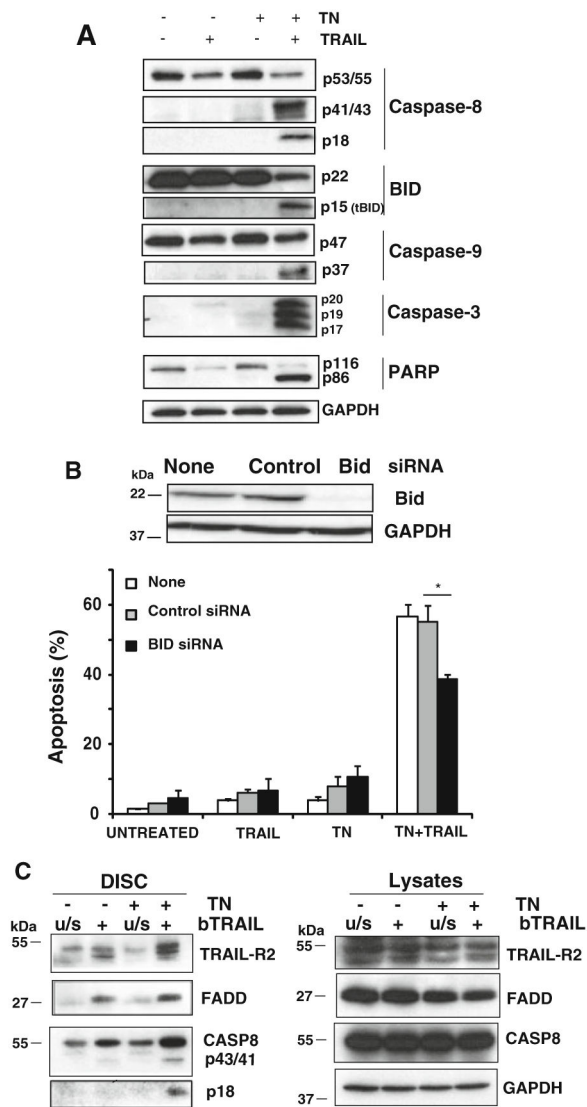 A
- - + + TN
- + - + TRAIL
p53/55
p41/43
Caspase-8
p18
p22
BID
p15 (tBID)
p47
Caspase-9
p37
p20
p19
Caspase-3
p17
p116
PARP
p86
GAPDH
B
None Control Bid siRNA
kDa
22
Bid
37
GAPDH
None
Control siRNA
BID siRNA
*
Apoptosis (%)
60
40
20
0
UNTREATED TRAIL TN TN+TRAIL
C
DISC
- - + + TN
kDa u/s + u/s + bTRAIL
55
TRAIL-R2
27
FADD
55
CASP8
p43/41
p18
Lysates
- - + + TN
kDa u/s + u/s + bTRAIL
55
TRAIL-R2
27
FADD
55
CASP8
37
GAPDH